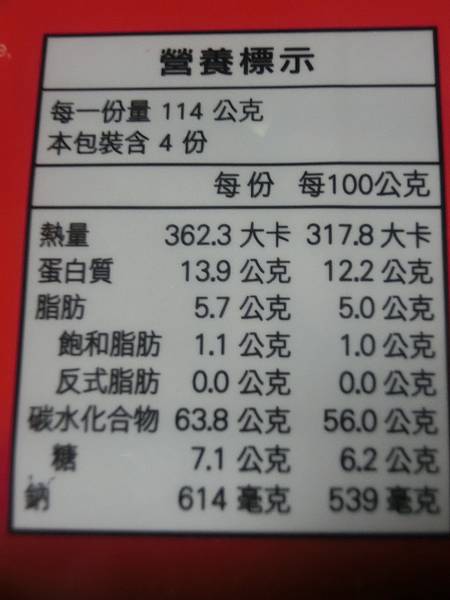 e,
營養標示
每一份量 114 公克
本包裝含 4 份
每份 每100公克
熱量 362.3 大卡 317.8 大卡
蛋白質 13.9 公克 12.2 公克
脂肪 5.7 公克 5.0 公克
飽和脂肪 1.1 公克 1.0 公克
反式脂肪 0.0 公克 0.0 公克
碳水化合物 63.8 公克 56.0 公克
糖 7.1 公克 6.2 公克
鈉 614 毫克 539 毫克